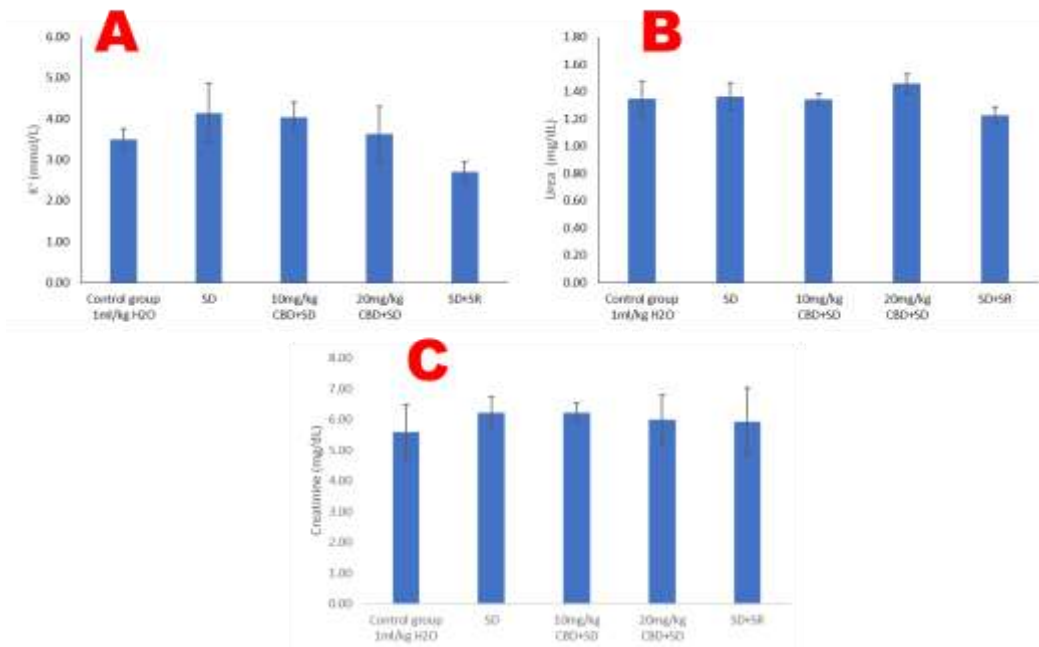 A
6.00
5.00
4.00
3.00
2.00
1.00
0.00
K⁺ (mmol/L)
Control group
1ml/kg H2O
SD
10mg/kg
CBD+SD
20mg/kg
CBD+SD
SD+SR
B
1.80
1.60
1.40
1.20
1.00
0.80
0.60
0.40
0.20
0.00
Urea (mg/dL)
Control group
1ml/kg H2O
SD
10mg/kg
CBD+SD
20mg/kg
CBD+SD
SD+SR
C
8.00
7.00
6.00
5.00
4.00
3.00
2.00
1.00
0.00
Creatinine (mg/dL)
Control group
1ml/kg H2O
SD
10mg/kg
CBD+SD
20mg/kg
CBD+SD
SD+SR